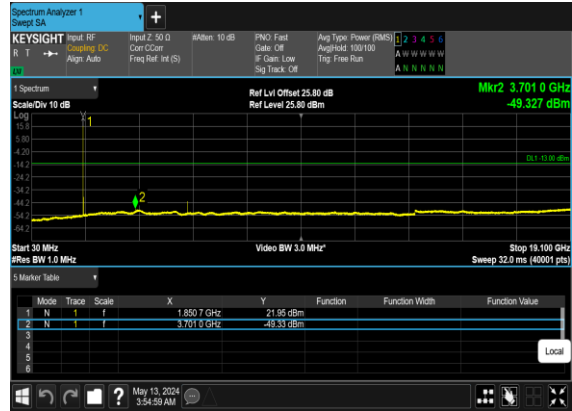 Spectrum Analyzer 1
Swept SA
+
KEYSIGHT Input: RF Input Z: 50 Ω #Atten: 10 dB PNO: Fast Avg Type: Power (RMS) 1 2 3 4 5 6
R T Coupling: DC Corr CCorr Gate: Off Avg|Hold: 100/100 A W W W W W
Align: Auto Freq Ref: Int (S) IF Gain: Low Trig: Free Run
Sig Track: Off A N N N N N
1 Spectrum Ref Lvl Offset 25.80 dB Mkr2 3.701 0 GHz
Scale/Div 10 dB Ref Level 25.80 dBm -49.327 dBm
Log
1
15.8
5.80
-4.20
DL1 -13.00 dBm
-14.2
-24.2
-34.2
2
-44.2
-54.2
-64.2
Start 30 MHz Video BW 3.0 MHz* Stop 19.100 GHz
#Res BW 1.0 MHz Sweep 32.0 ms (40001 pts)
5 Marker Table
Mode Trace Scale X Y Function Function Width Function Value
1 N 1 f 1.850 7 GHz 21.95 dBm
2 N 1 f 3.701 0 GHz -49.33 dBm
3
4
5
6
Local
? May 13, 2024
3:54:59 AM